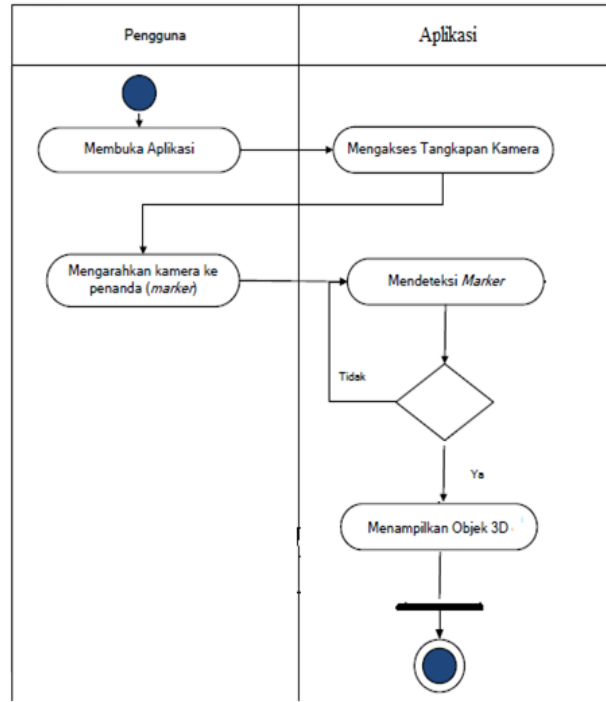 Pengguna
Aplikasi
Membuka Aplikasi
Mengakses Tangkapan Kamera
Mengarahkan kamera ke
penanda (marker)
Mendeteksi Marker
Tidak
Ya
Menampilkan Objek 3D